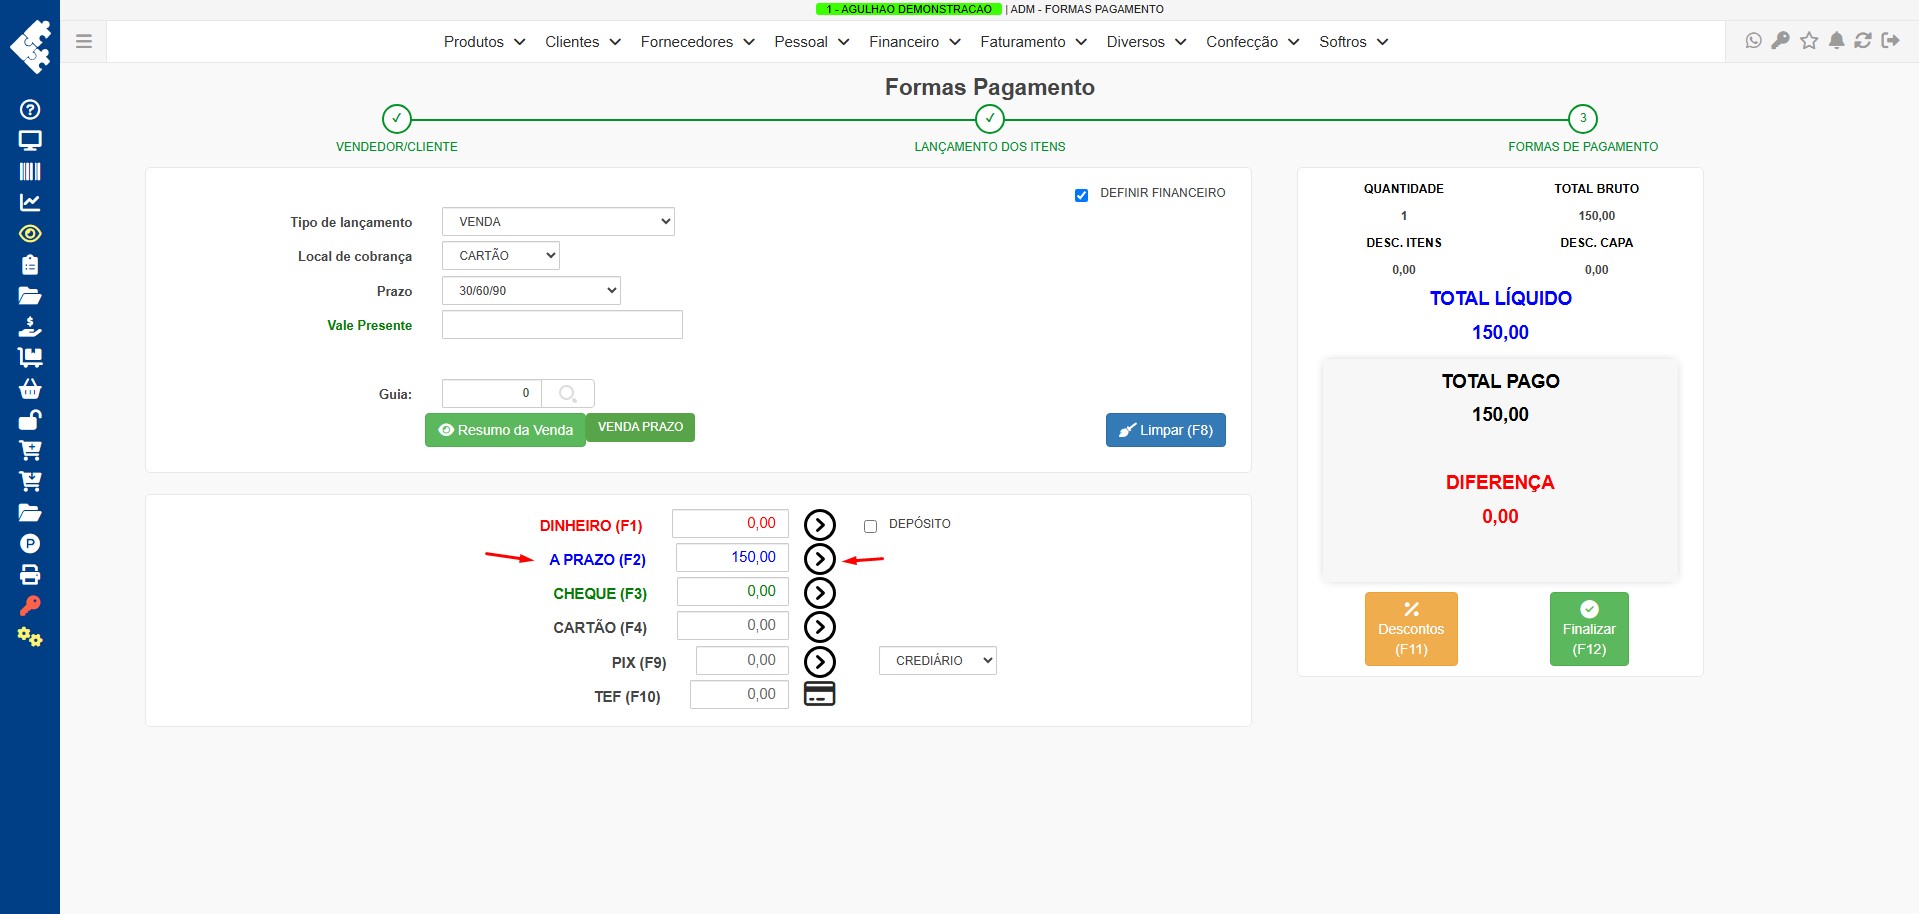 1 - AGULHAO DEMONSTRACAO | ADM - FORMAS PAGAMENTO
Produtos Clientes Fornecedores Pessoal Financeiro Faturamento Diversos Confecção Softros
Formas Pagamento
✓ ✓ 3
VENDEDOR/CLIENTE LANÇAMENTO DOS ITENS FORMAS DE PAGAMENTO
DEFINIR FINANCEIRO
Tipo de lançamento VENDA
Local de cobrança CARTÃO
Prazo 30/60/90
Vale Presente
Guia: 0
Resumo da Venda VENDA PRAZO Limpar (F8)
DINHEIRO (F1) 0,00 DEPÓSITO
A PRAZO (F2) 150,00
CHEQUE (F3) 0,00
CARTÃO (F4) 0,00
PIX (F9) 0,00 CREDIÁRIO
TEF (F10) 0,00
QUANTIDADE TOTAL BRUTO
1 150,00
DESC. ITENS DESC. CAPA
0,00 0,00
TOTAL LÍQUIDO
150,00
TOTAL PAGO
150,00
DIFERENÇA
0,00
Descontos (F11)
Finalizar (F12)